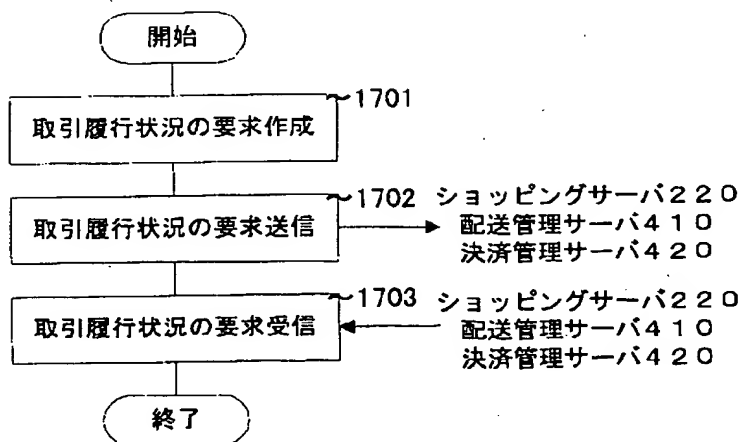 開始
1701
取引履行状況の要求作成
1702
取引履行状況の要求送信
ショッピングサーバ220
配送管理サーバ410
決済管理サーバ420
1703
取引履行状況の要求受信
ショッピングサーバ220
配送管理サーバ410
決済管理サーバ420
終了